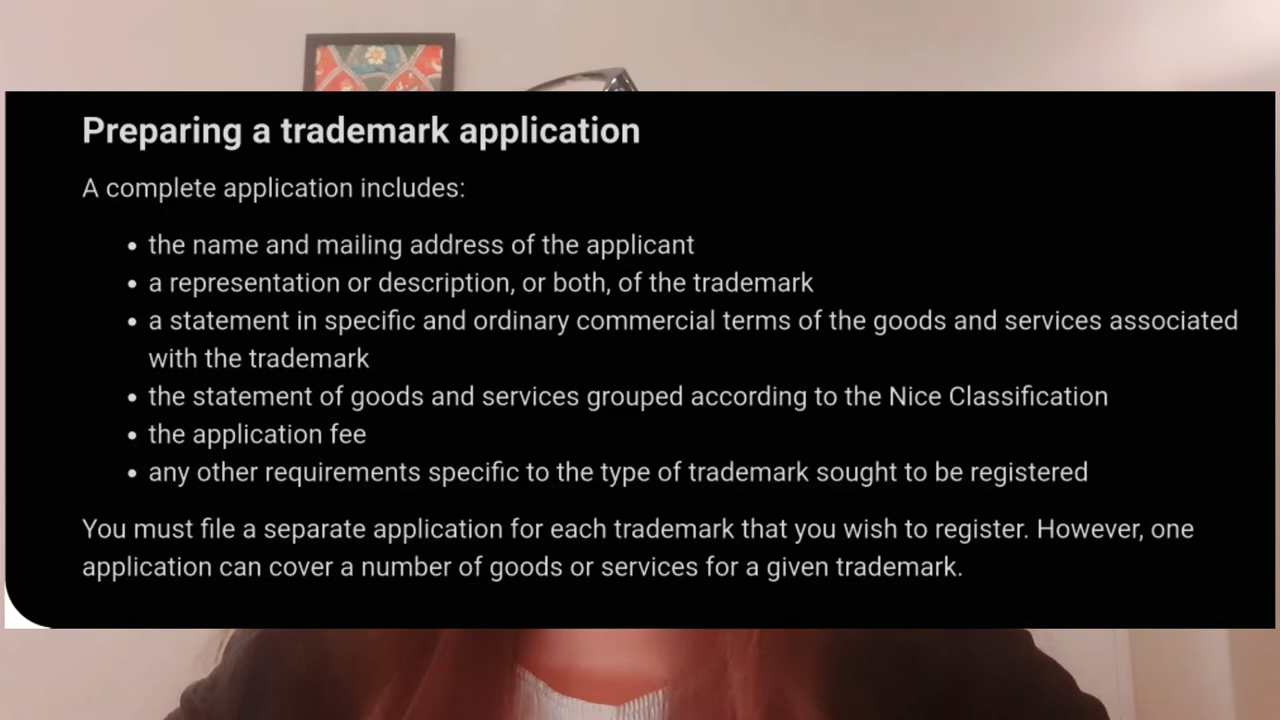 Preparing a trademark application
A complete application includes:
• the name and mailing address of the applicant
• a representation or description, or both, of the trademark
• a statement in specific and ordinary commercial terms of the goods and services associated
with the trademark
• the statement of goods and services grouped according to the Nice Classification
• the application fee
• any other requirements specific to the type of trademark sought to be registered
You must file a separate application for each trademark that you wish to register. However, one
application can cover a number of goods or services for a given trademark.